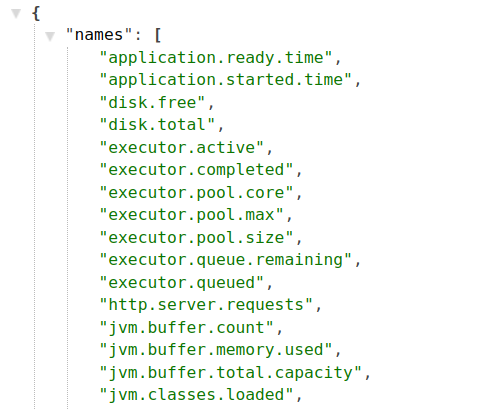 {
"names": [
"application.ready.time",
"application.started.time",
"disk.free",
"disk.total",
"executor.active",
"executor.completed",
"executor.pool.core",
"executor.pool.max",
"executor.pool.size",
"executor.queue.remaining",
"executor.queued",
"http.server.requests",
"jvm.buffer.count",
"jvm.buffer.memory.used",
"jvm.buffer.total.capacity",
"jvm.classes.loaded",